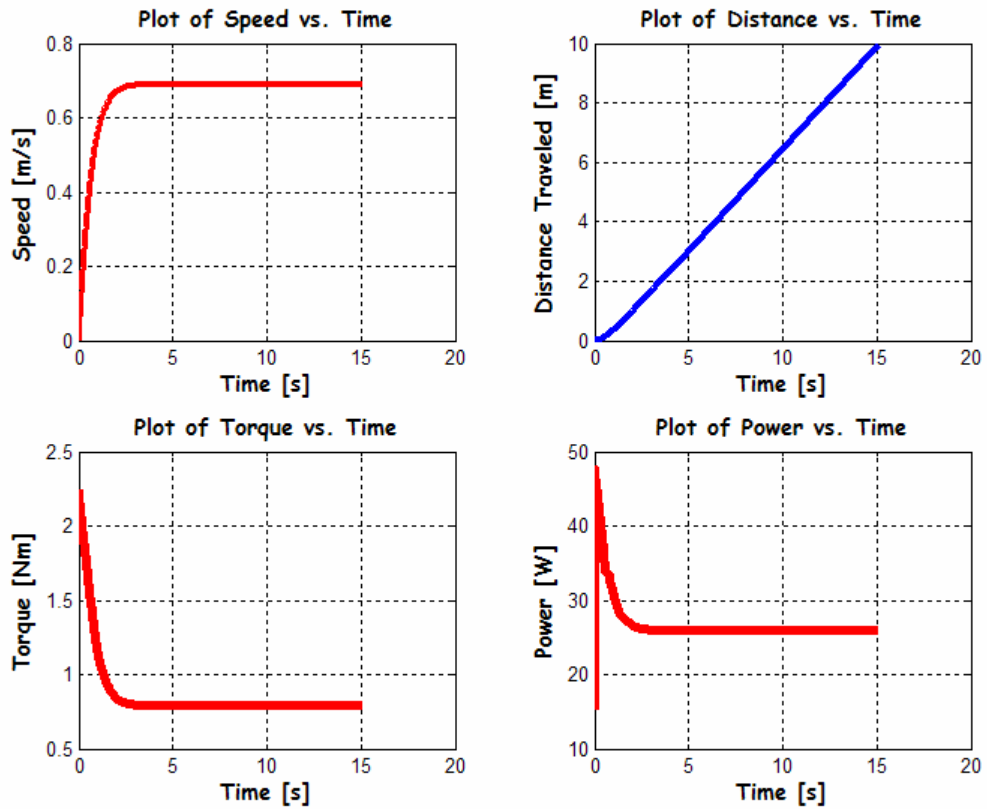 Plot of Speed vs. Time
0.8
0.6
0.4
0.2
0
Speed [m/s]
0 5 10 15 20
Time [s]
Plot of Distance vs. Time
10
8
6
4
2
0
Distance Traveled [m]
0 5 10 15 20
Time [s]
Plot of Torque vs. Time
2.5
2
1.5
1
0.5
Torque [Nm]
0 5 10 15 20
Time [s]
Plot of Power vs. Time
50
40
30
20
10
Power [W]
0 5 10 15 20
Time [s]